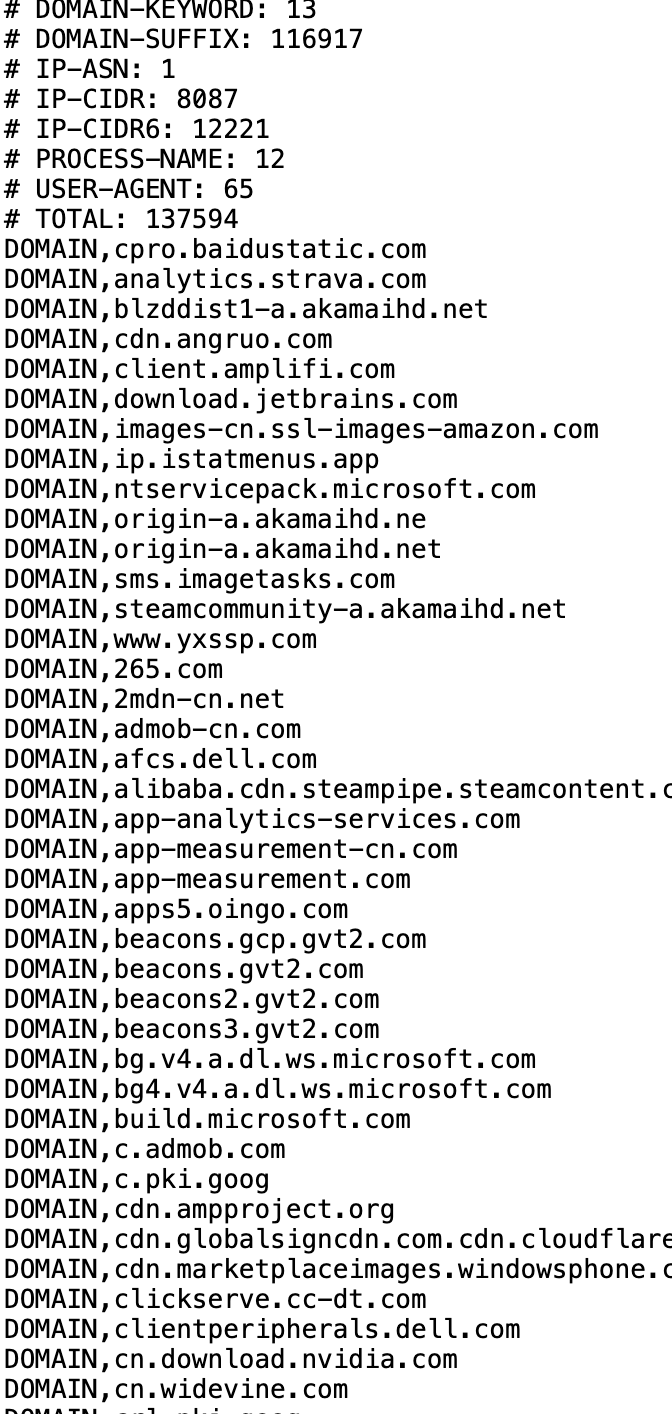 # DOMAIN-KEYWORD: 13
# DOMAIN-SUFFIX: 116917
# IP-ASN: 1
# IP-CIDR: 8087
# IP-CIDR6: 12221
# PROCESS-NAME: 12
# USER-AGENT: 65
# TOTAL: 137594
DOMAIN,cpro.baidustatic.com
DOMAIN,analytics.strava.com
DOMAIN,blzddist1-a.akamaihd.net
DOMAIN,cdn.angruo.com
DOMAIN,client.amplifi.com
DOMAIN,download.jetbrains.com
DOMAIN,images-cn.ssl-images-amazon.com
DOMAIN,ip.istatmenus.app
DOMAIN,ntservicepack.microsoft.com
DOMAIN,origin-a.akamaihd.ne
DOMAIN,origin-a.akamaihd.net
DOMAIN,sms.imagetasks.com
DOMAIN,steamcommunity-a.akamaihd.net
DOMAIN,www.yxssp.com
DOMAIN,265.com
DOMAIN,2mdn-cn.net
DOMAIN,admob-cn.com
DOMAIN,afcs.dell.com
DOMAIN,alibaba.cdn.steampipe.steamcontent.c
DOMAIN,app-analytics-services.com
DOMAIN,app-measurement-cn.com
DOMAIN,app-measurement.com
DOMAIN,apps5.oingo.com
DOMAIN,beacons.gcp.gvt2.com
DOMAIN,beacons.gvt2.com
DOMAIN,beacons2.gvt2.com
DOMAIN,beacons3.gvt2.com
DOMAIN,bg.v4.a.dl.ws.microsoft.com
DOMAIN,bg4.v4.a.dl.ws.microsoft.com
DOMAIN,build.microsoft.com
DOMAIN,c.admob.com
DOMAIN,c.pki.goog
DOMAIN,cdn.ampproject.org
DOMAIN,cdn.globalsigncdn.com.cdn.cloudflare
DOMAIN,cdn.marketplaceimages.windowsphone.c
DOMAIN,clickserve.cc-dt.com
DOMAIN,clientperipherals.dell.com
DOMAIN,cn.download.nvidia.com
DOMAIN,cn.widevine.com